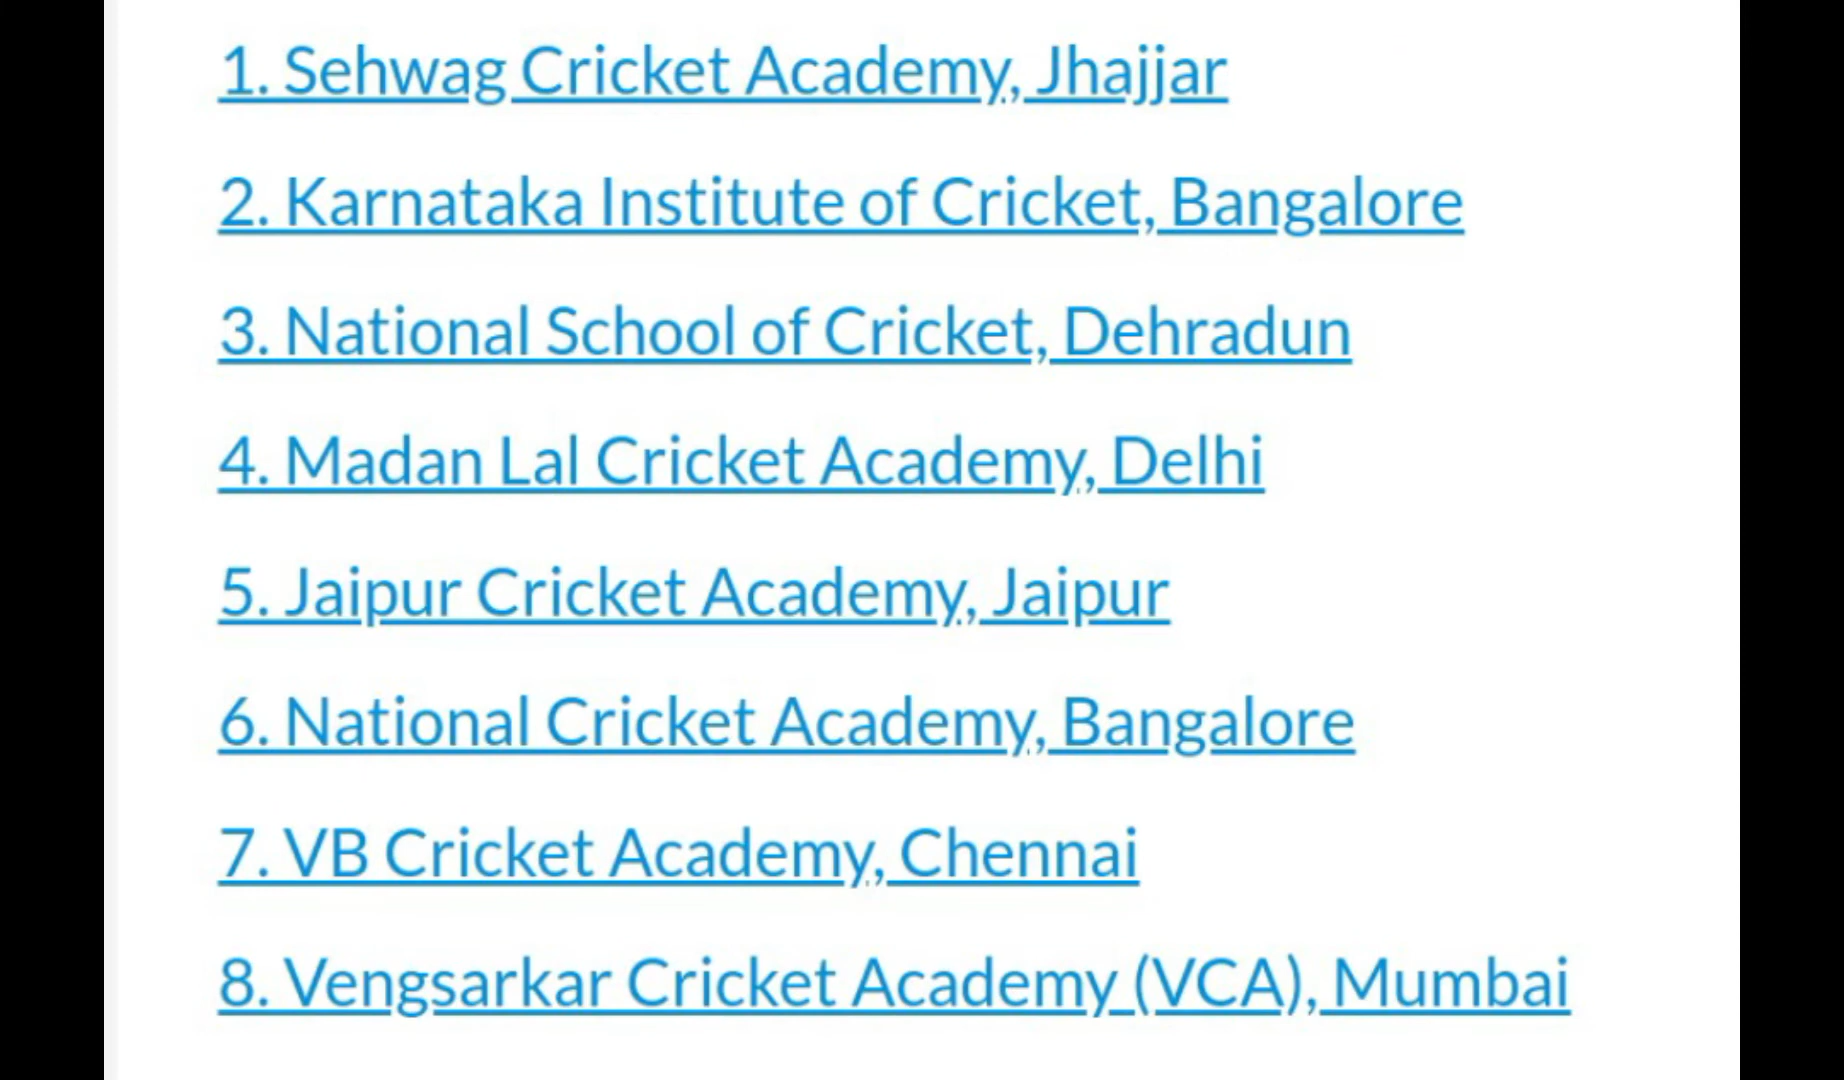 1. Sehwag Cricket Academy, Jhajjar
2. Karnataka Institute of Cricket, Bangalore
3. National School of Cricket, Dehradun
4. Madan Lal Cricket Academy, Delhi
5. Jaipur Cricket Academy, Jaipur
6. National Cricket Academy, Bangalore
7. VB Cricket Academy, Chennai
8. Vengsarkar Cricket Academy (VCA), Mumbai